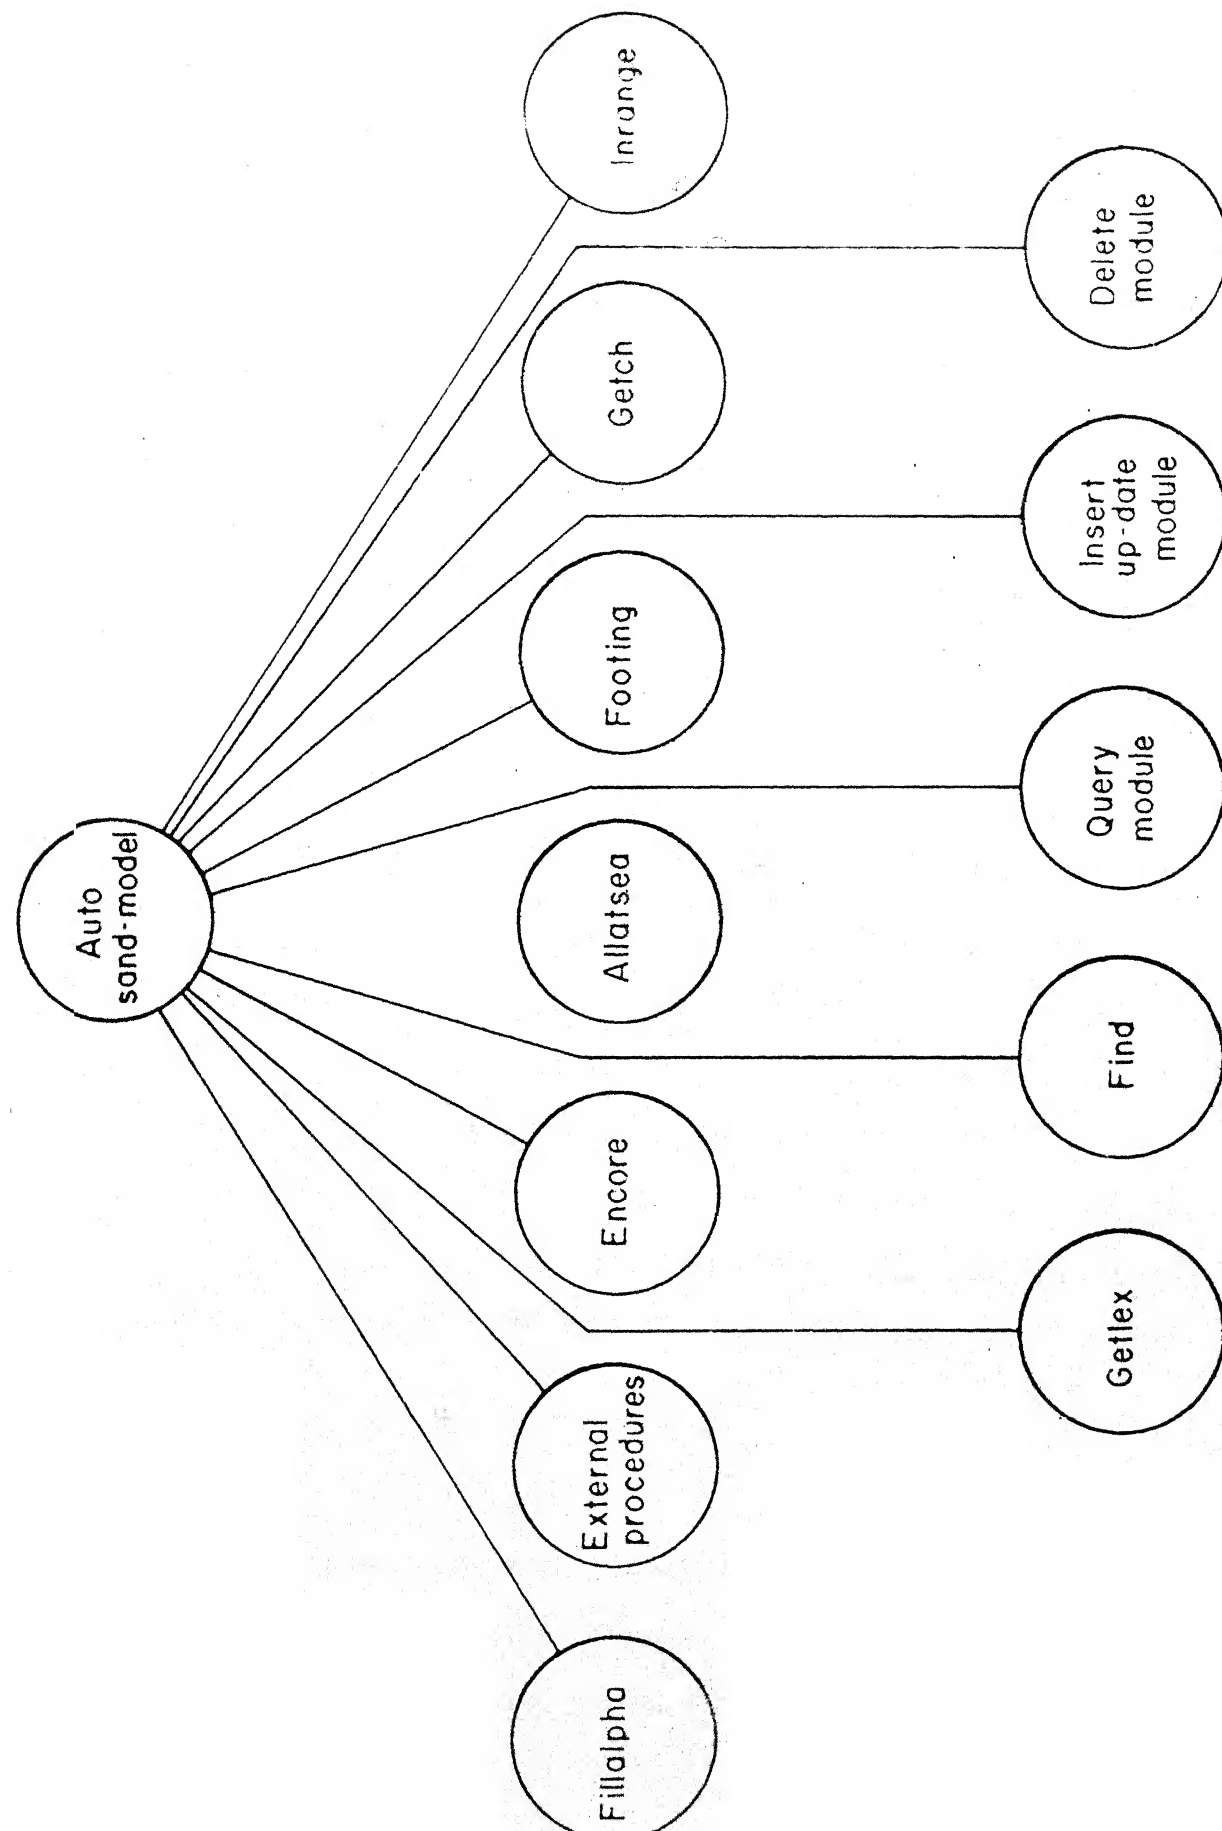 Auto
sand-model
Fillalpha
External
procedures
Encore
Allatsea
Footing
Getch
Inrange
Getlex
Find
Query
module
Insert
up-date
module
Delete
module